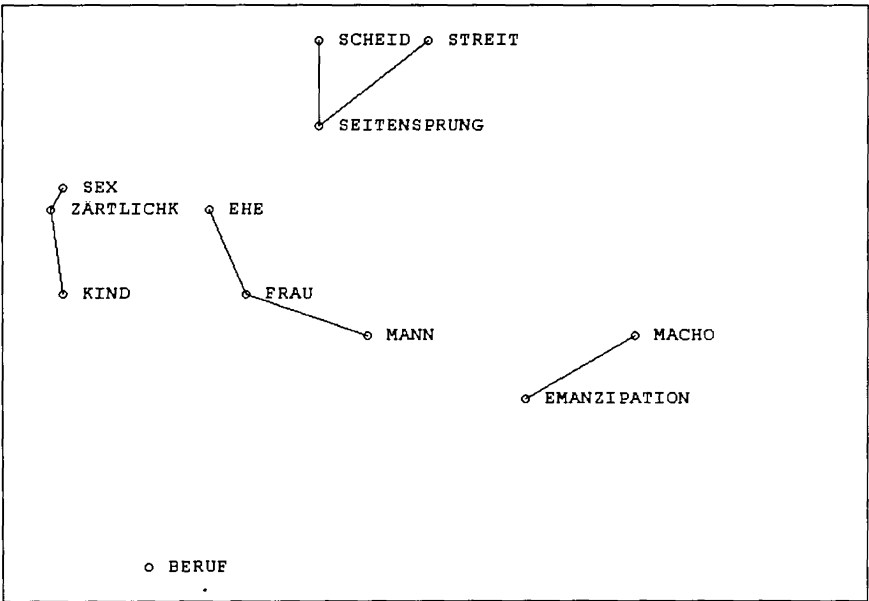 SCHEID STREIT
SEITENSPRUNG
SEX
ZÄRTLICHK EHE
KIND FRAU
MANN MACHO
EMANZIPATION
BERUF